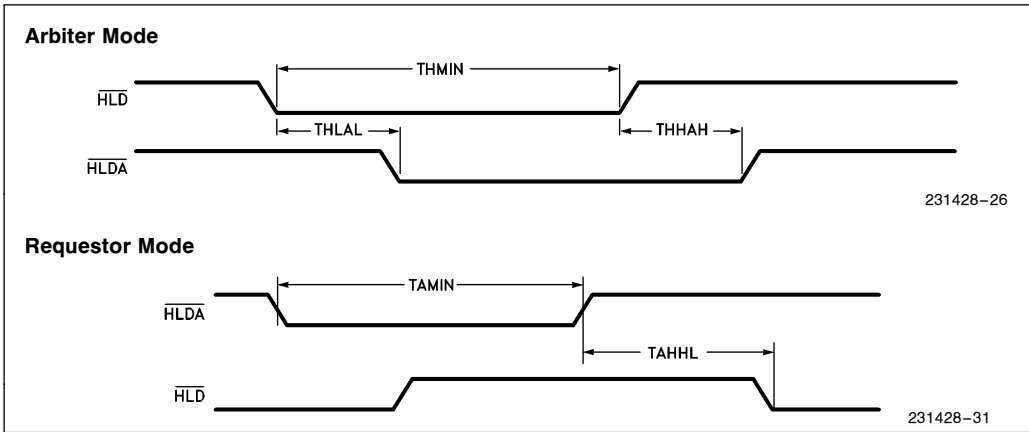 Arbiter Mode
THMIN
HLD
THLAL
THHAH
HLDA
231428–26
Requestor Mode
TAMIN
HLDA
TAHHL
HLD
231428–31